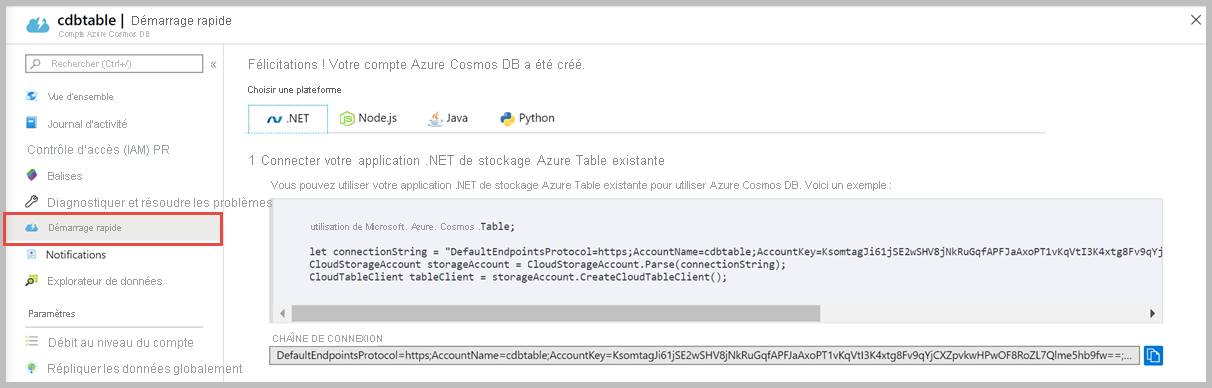 cdbtable | Démarrage rapide
Compte Azure Cosmos DB
Rechercher (Ctrl+/)
«
Vue d'ensemble
Journal d'activité
Contrôle d'accès (IAM) PR
Balises
Diagnostiquer et résoudre les problèmes
Démarrage rapide
Notifications
Explorateur de données
Paramètres
Débit au niveau du compte
Répliquer les données globalement
Félicitations ! Votre compte Azure Cosmos DB a été créé.
Choisir une plateforme
.NET Node.js Java Python
1 Connecter votre application .NET de stockage Azure Table existante
Vous pouvez utiliser votre application .NET de stockage Azure Table existante pour utiliser Azure Cosmos DB. Voici un exemple :
utilisation de Microsoft. Azure. Cosmos .Table;
let connectionString = "DefaultEndpointsProtocol=https;AccountName=cdbtable;AccountKey=KsomtagJi61jSE2wSHV8jNkRuGqfAPFJaAxoPT1vKqVtI3K4xtg8Fv9qYj
CloudStorageAccount storageAccount = CloudStorageAccount.Parse(connectionString);
CloudTableClient tableClient = storageAccount.CreateCloudTableClient();
CHAÎNE DE CONNEXION
DefaultEndpointsProtocol=https;AccountName=cdbtable;AccountKey=KsomtagJi61jSE2wSHV8jNkRuGqfAPFJaAxoPT1vKqVtI3K4xtg8Fv9qYjCXZpvkwHPwOF8RoZL7Qlme5hb9fw==;...